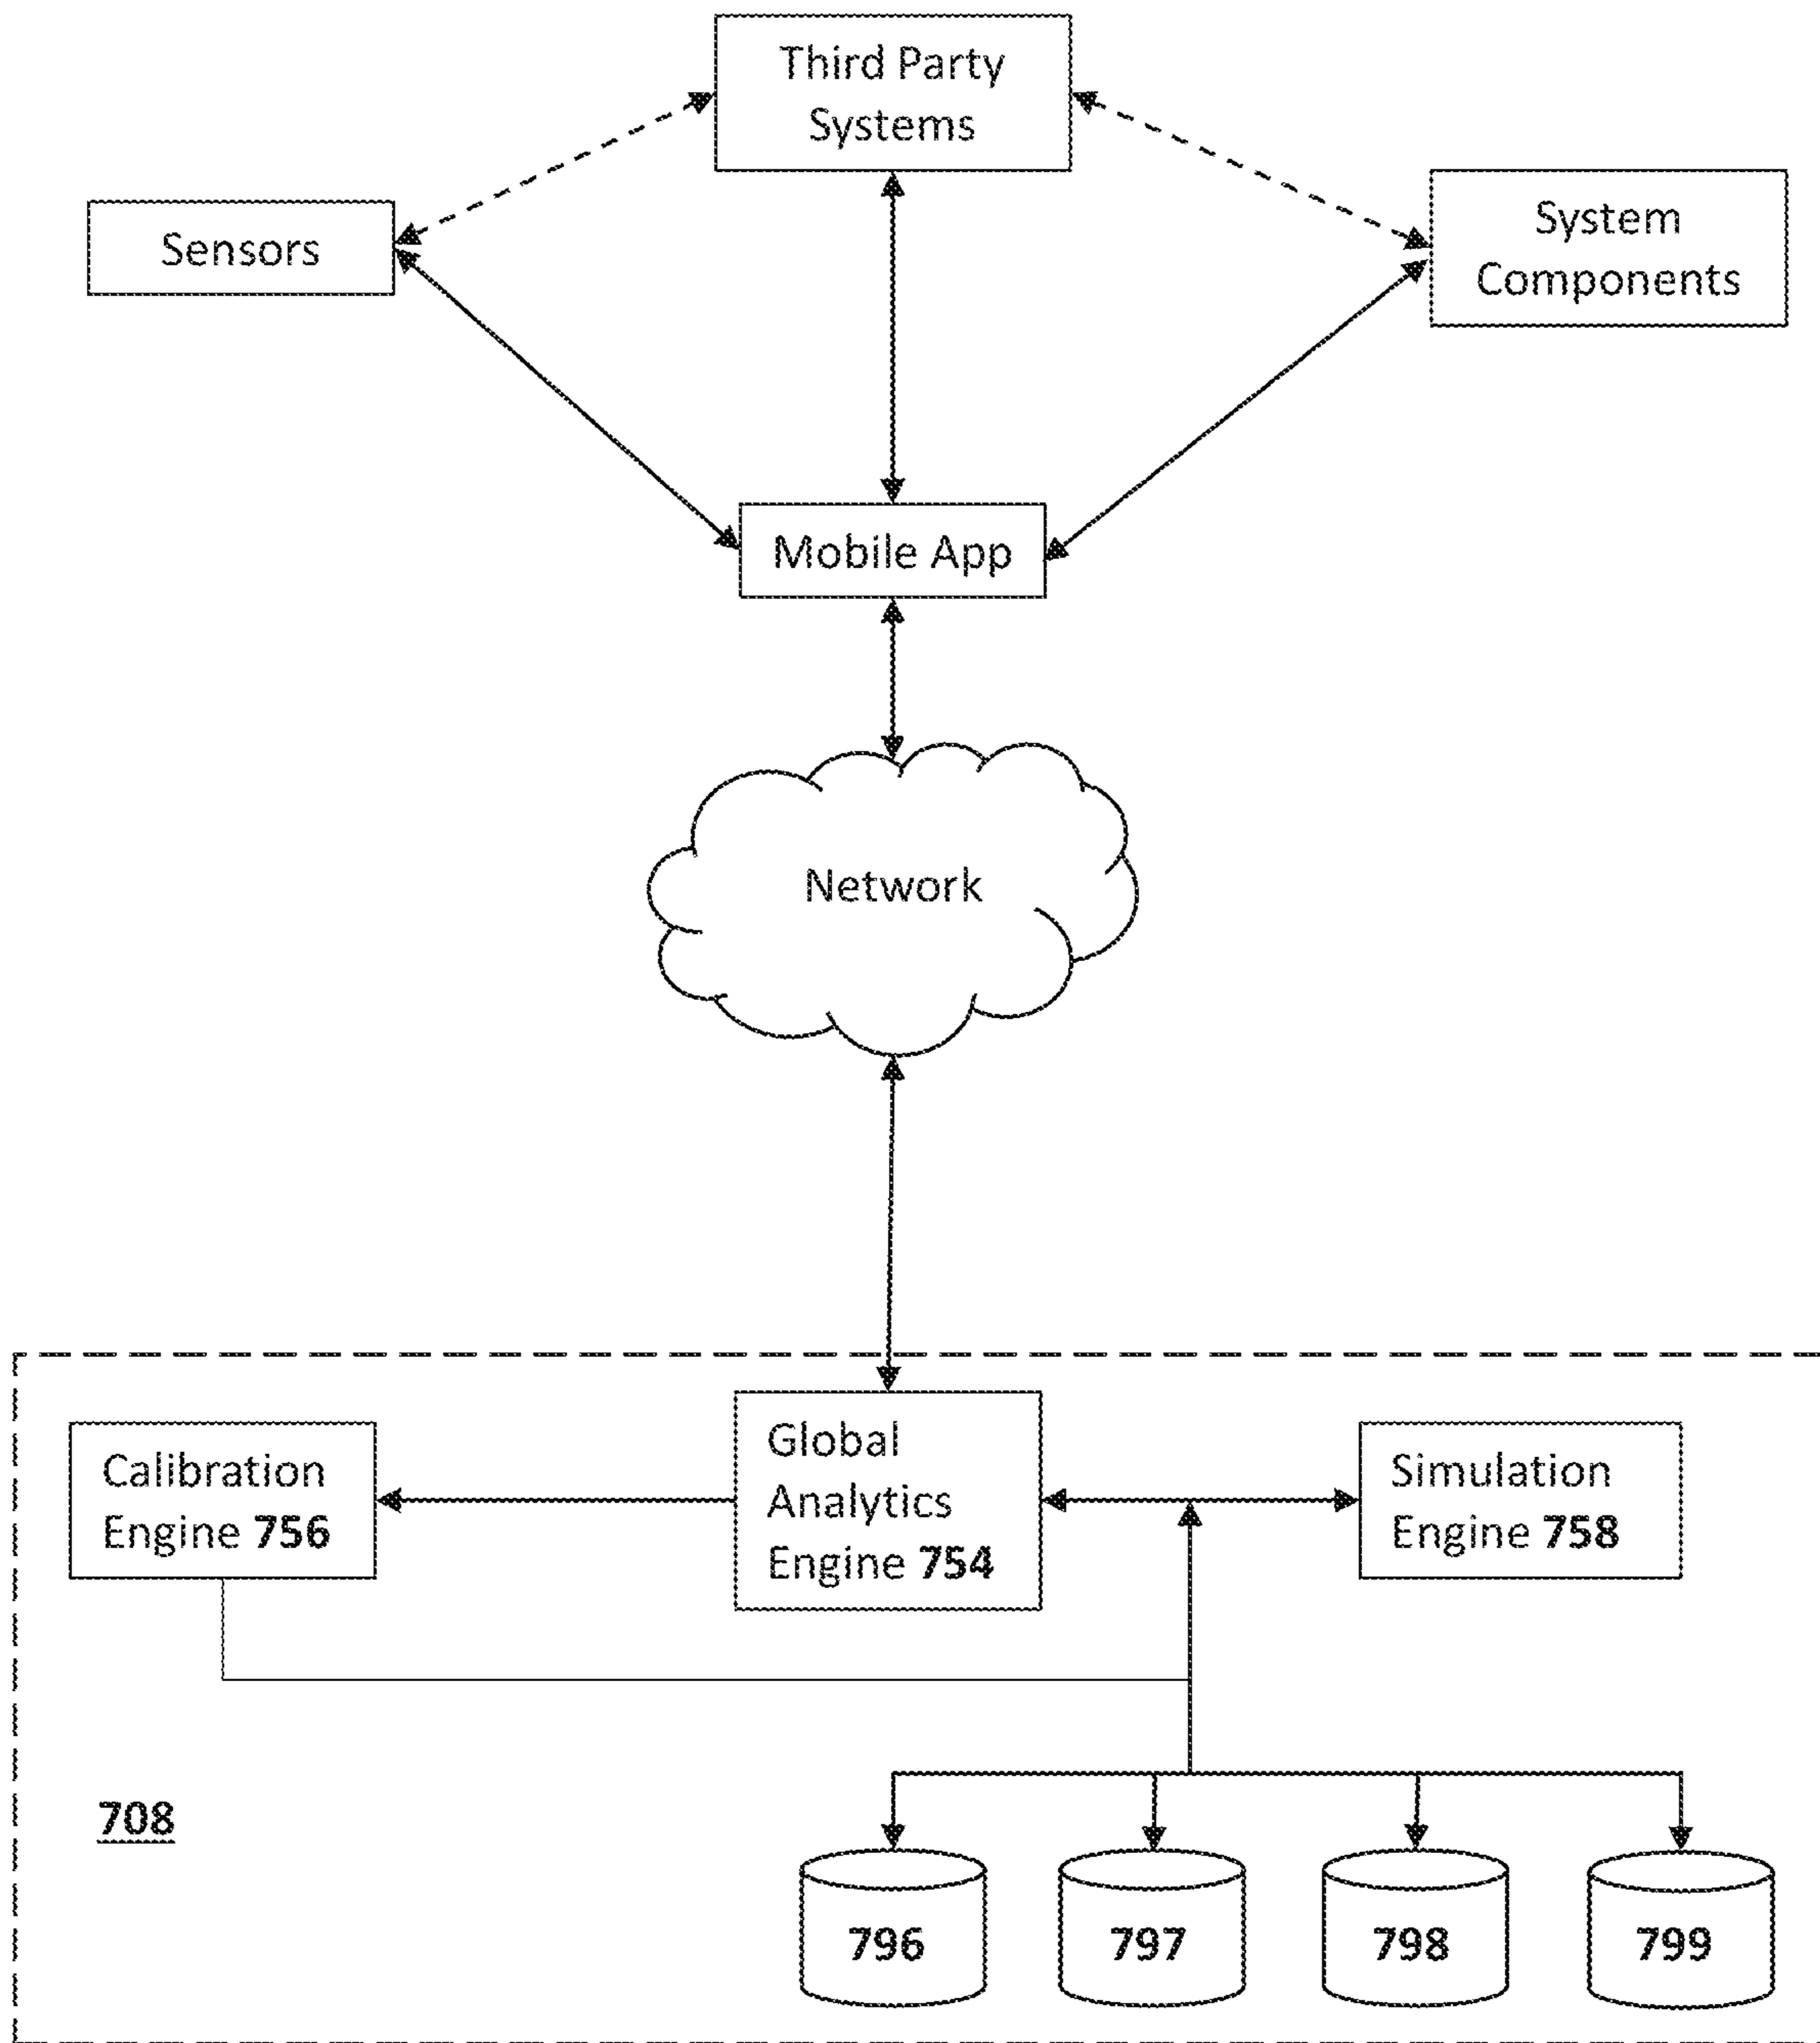 Third Party
Systems
Sensors
System
Components
Mobile App
Network
Calibration
Engine 756
Global
Analytics
Engine 754
Simulation
Engine 758
708
796
797
798
799